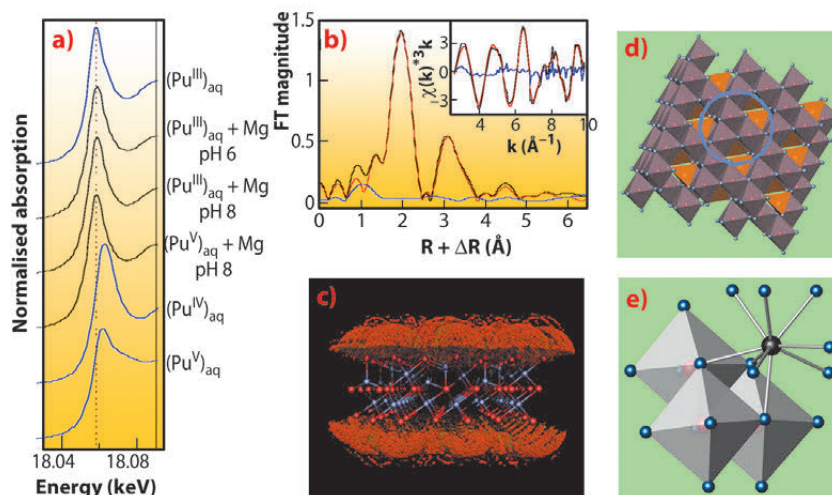 a)
Normalised absorption
(Pu^III)aq
(Pu^III)aq + Mg
pH 6
(Pu^III)aq + Mg
pH 8
(Pu^V)aq + Mg
pH 8
(Pu^IV)aq
(Pu^V)aq
18.04 18.08
Energy (keV)
b)
FT magnitude
1.5
1
0.5
0
0 1 2 3 4 5 6
R + ΔR (Å)
χ(k)*3k
3
0
-3
4 6 8 10
k (Å⁻¹)
c)
d)
e)